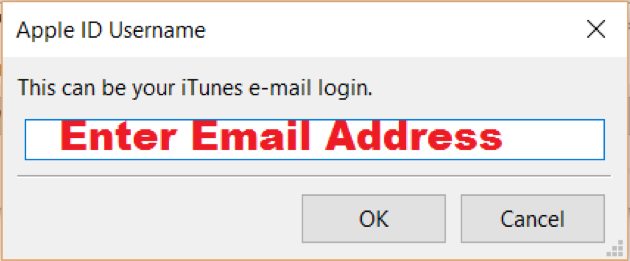 Apple ID Username
This can be your iTunes e-mail login.
Enter Email Address
OK Cancel